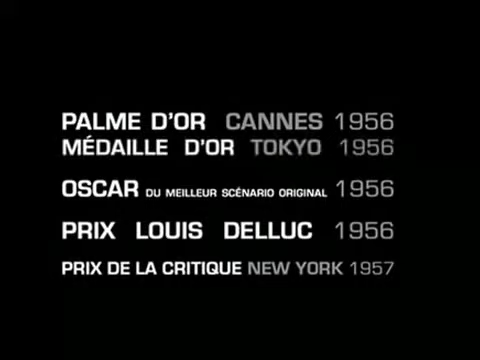 PALME D'OR CANNES 1956
MÉDAILLE D'OR TOKYO 1956
OSCAR DU MEILLEUR SCÉNARIO ORIGINAL 1956
PRIX LOUIS DELLUC 1956
PRIX DE LA CRITIQUE NEW YORK 1957